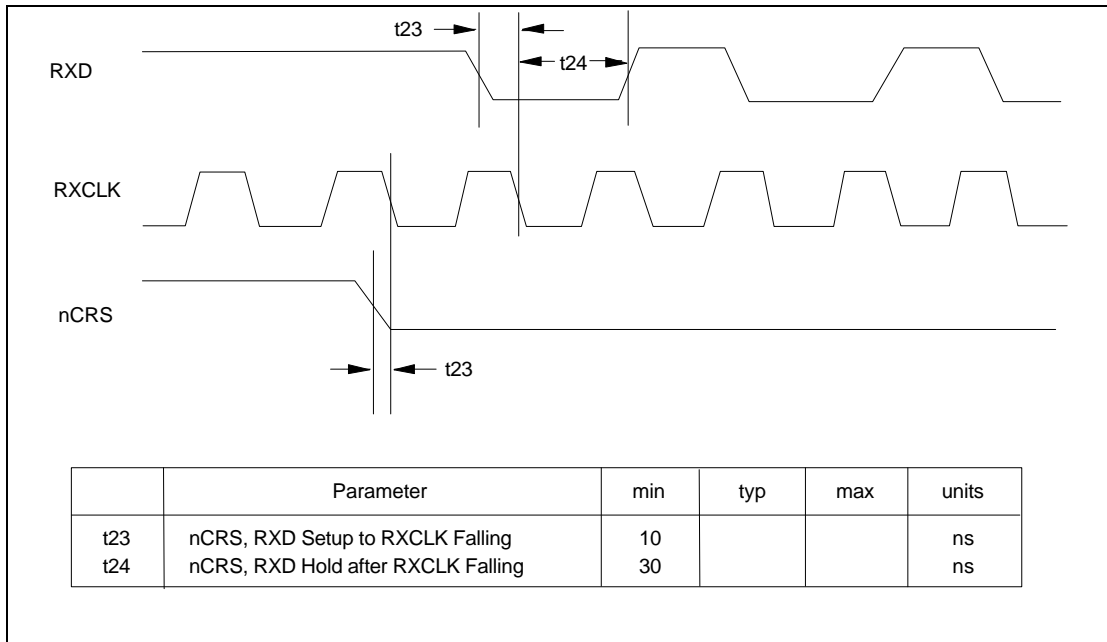 t23
t24
RXD
RXCLK
nCRS
t23
Parameter min typ max units
t23 nCRS, RXD Setup to RXCLK Falling 10 ns
t24 nCRS, RXD Hold after RXCLK Falling 30 ns